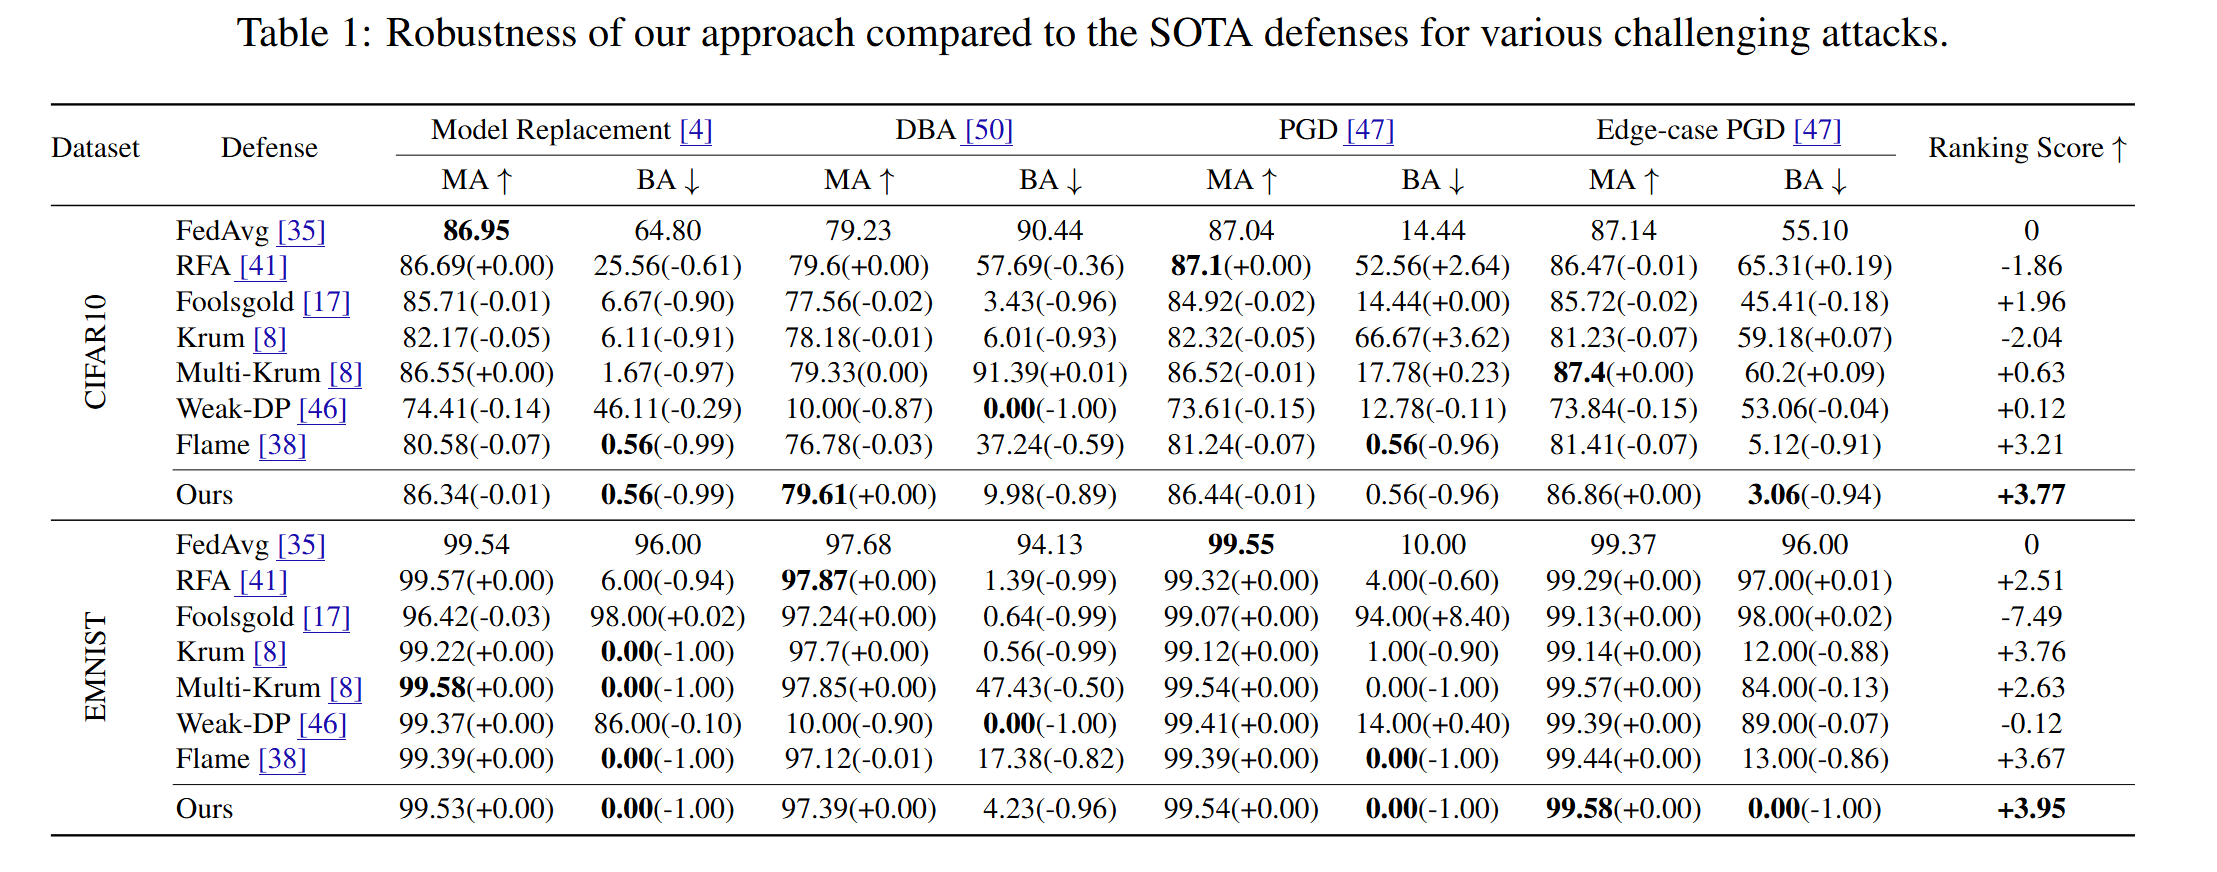 Table 1: Robustness of our approach compared to the SOTA defenses for various challenging attacks.
Dataset Defense Model Replacement [4] DBA [50] PGD [47] Edge-case PGD [47] Ranking Score ↑
MA ↑ BA ↓ MA ↑ BA ↓ MA ↑ BA ↓ MA ↑ BA ↓
CIFAR10
FedAvg [35] 86.95 64.80 79.23 90.44 87.04 14.44 87.14 55.10 0
RFA [41] 86.69(+0.00) 25.56(-0.61) 79.6(+0.00) 57.69(-0.36) 87.1(+0.00) 52.56(+2.64) 86.47(-0.01) 65.31(+0.19) -1.86
Foolsgold [17] 85.71(-0.01) 6.67(-0.90) 77.56(-0.02) 3.43(-0.96) 84.92(-0.02) 14.44(+0.00) 85.72(-0.02) 45.41(-0.18) +1.96
Krum [8] 82.17(-0.05) 6.11(-0.91) 78.18(-0.01) 6.01(-0.93) 82.32(-0.05) 66.67(+3.62) 81.23(-0.07) 59.18(+0.07) -2.04
Multi-Krum [8] 86.55(+0.00) 1.67(-0.97) 79.33(0.00) 91.39(+0.01) 86.52(-0.01) 17.78(+0.23) 87.4(+0.00) 60.2(+0.09) +0.63
Weak-DP [46] 74.41(-0.14) 46.11(-0.29) 10.00(-0.87) 0.00(-1.00) 73.61(-0.15) 12.78(-0.11) 73.84(-0.15) 53.06(-0.04) +0.12
Flame [38] 80.58(-0.07) 0.56(-0.99) 76.78(-0.03) 37.24(-0.59) 81.24(-0.07) 0.56(-0.96) 81.41(-0.07) 5.12(-0.91) +3.21
Ours 86.34(-0.01) 0.56(-0.99) 79.61(+0.00) 9.98(-0.89) 86.44(-0.01) 0.56(-0.96) 86.86(+0.00) 3.06(-0.94) +3.77
EMNIST
FedAvg [35] 99.54 96.00 97.68 94.13 99.55 10.00 99.37 96.00 0
RFA [41] 99.57(+0.00) 6.00(-0.94) 97.87(+0.00) 1.39(-0.99) 99.32(+0.00) 4.00(-0.60) 99.29(+0.00) 97.00(+0.01) +2.51
Foolsgold [17] 96.42(-0.03) 98.00(+0.02) 97.24(+0.00) 0.64(-0.99) 99.07(+0.00) 94.00(+8.40) 99.13(+0.00) 98.00(+0.02) -7.49
Krum [8] 99.22(+0.00) 0.00(-1.00) 97.7(+0.00) 0.56(-0.99) 99.12(+0.00) 1.00(-0.90) 99.14(+0.00) 12.00(-0.88) +3.76
Multi-Krum [8] 99.58(+0.00) 0.00(-1.00) 97.85(+0.00) 47.43(-0.50) 99.54(+0.00) 0.00(-1.00) 99.57(+0.00) 84.00(-0.13) +2.63
Weak-DP [46] 99.37(+0.00) 86.00(-0.10) 10.00(-0.90) 0.00(-1.00) 99.41(+0.00) 14.00(+0.40) 99.39(+0.00) 89.00(-0.07) -0.12
Flame [38] 99.39(+0.00) 0.00(-1.00) 97.12(-0.01) 17.38(-0.82) 99.39(+0.00) 0.00(-1.00) 99.44(+0.00) 13.00(-0.86) +3.67
Ours 99.53(+0.00) 0.00(-1.00) 97.39(+0.00) 4.23(-0.96) 99.54(+0.00) 0.00(-1.00) 99.58(+0.00) 0.00(-1.00) +3.95